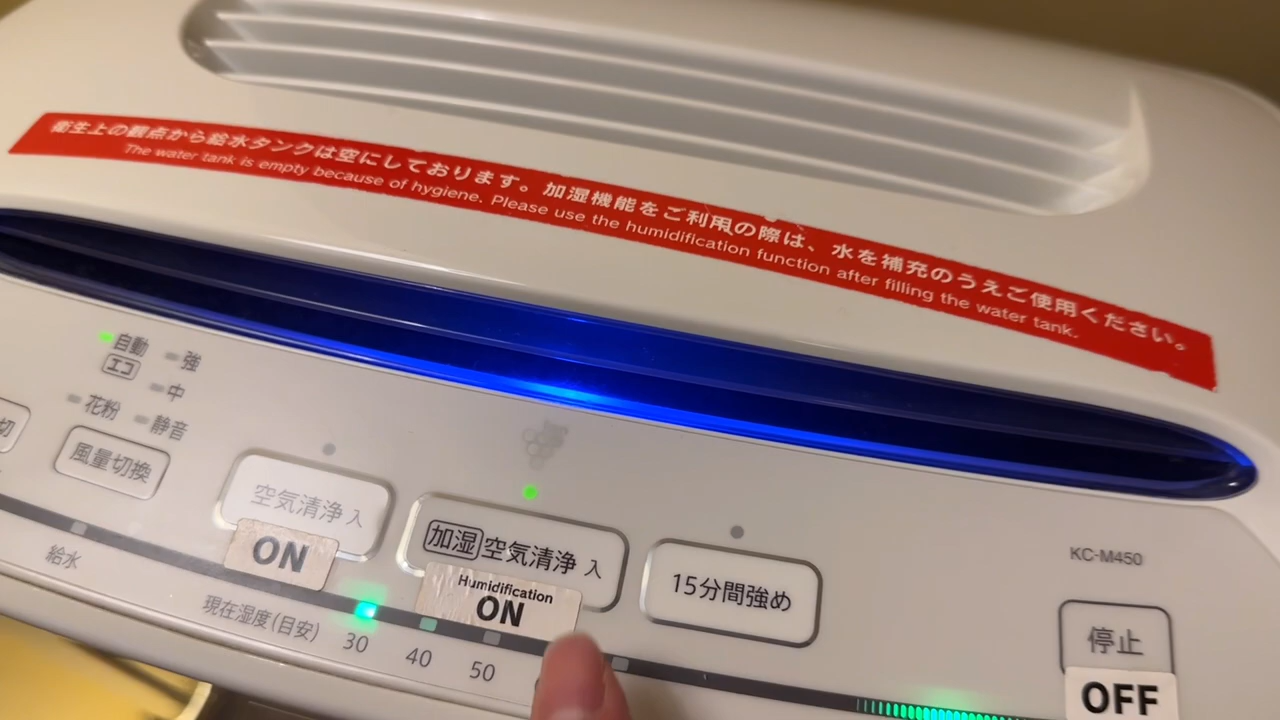 衛生上の観点から給水タンクは空にしております。加湿機能をご利用の際は、水を補充のうえご使用ください。
The water tank is empty because of hygiene. Please use the humidification function after filling the water tank.
自動
エコ
強
中
花粉
静音
切
風量切換
空気清浄 入
ON
加湿 空気清浄 入
Humidification
ON
15分間強め
KC-M450
停止
OFF
給水
現在湿度(目安)
30
40
50